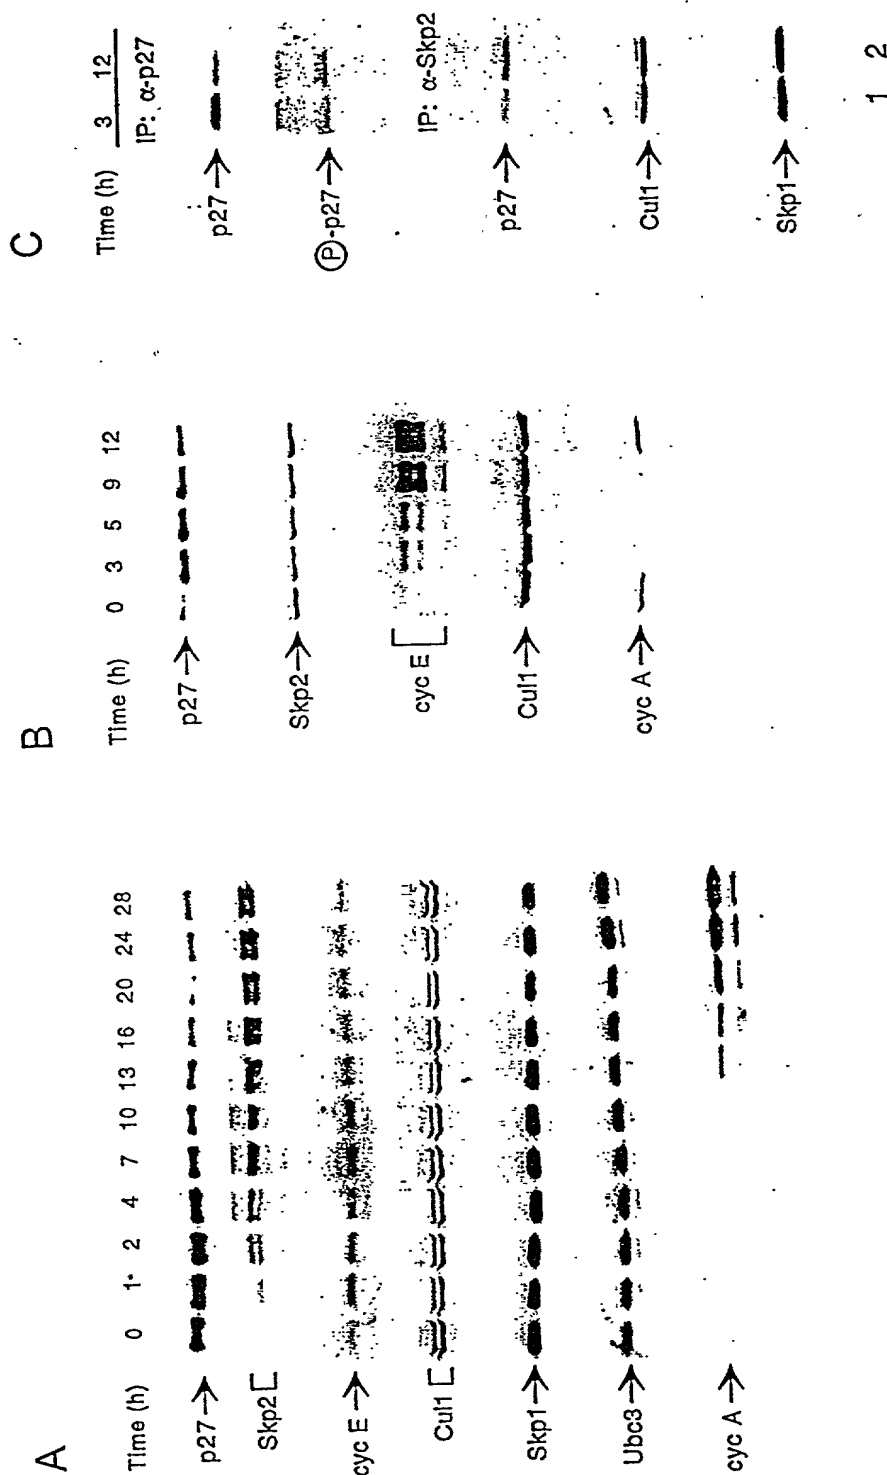 A
Time (h) 0 1 2 4 7 10 13 16 20 24 28
p27
Skp2
cyc E
Cul1
Skp1
Ubc3
cyc A
B
Time (h) 0 3 5 9 12
p27
Skp2
cyc E
Cul1
cyc A
C
Time (h) 3 12
IP: α-p27
p27
P-p27
IP: α-Skp2
p27
Cul1
Skp1
1 2